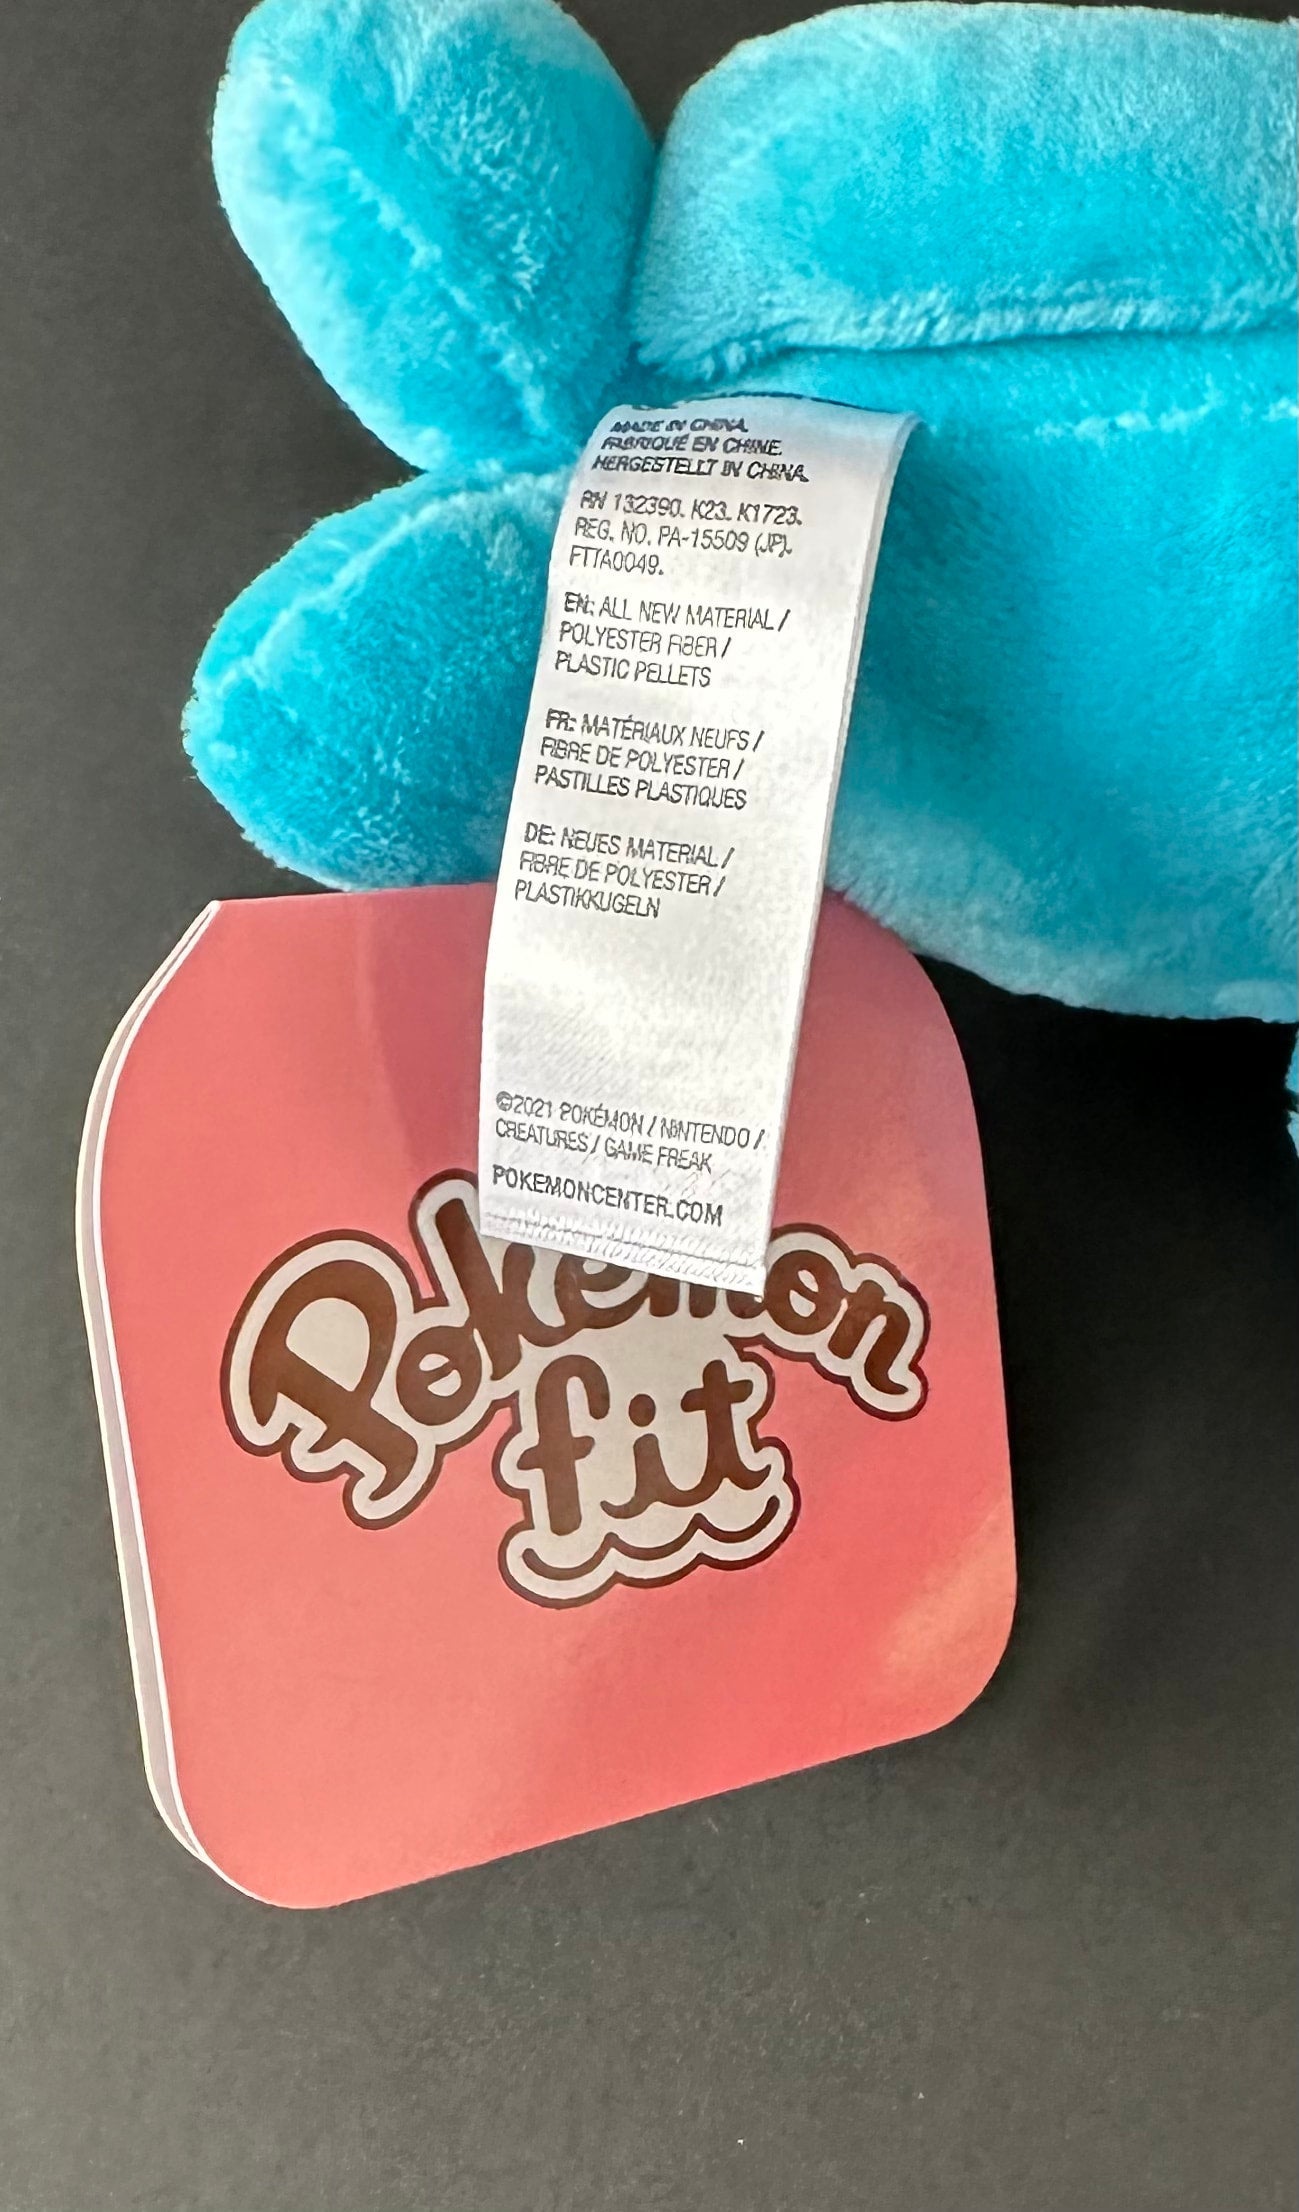 MADE IN CHINA.
FABRIQUÉ EN CHINE.
HERGESTELLT IN CHINA.
RN 132390. K23. K1723.
REG. NO. PA-15509 (JP).
FTTA0049.
EN: ALL NEW MATERIAL /
POLYESTER FIBER /
PLASTIC PELLETS
FR: MATÉRIAUX NEUFS /
FIBRE DE POLYESTER /
PASTILLES PLASTIQUES
DE: NEUES MATERIAL /
FIBRE DE POLYESTER /
PLASTIKKUGELN
©2021 POKÉMON / NINTENDO /
CREATURES / GAME FREAK
POKEMONCENTER.COM
Pokémon
fit